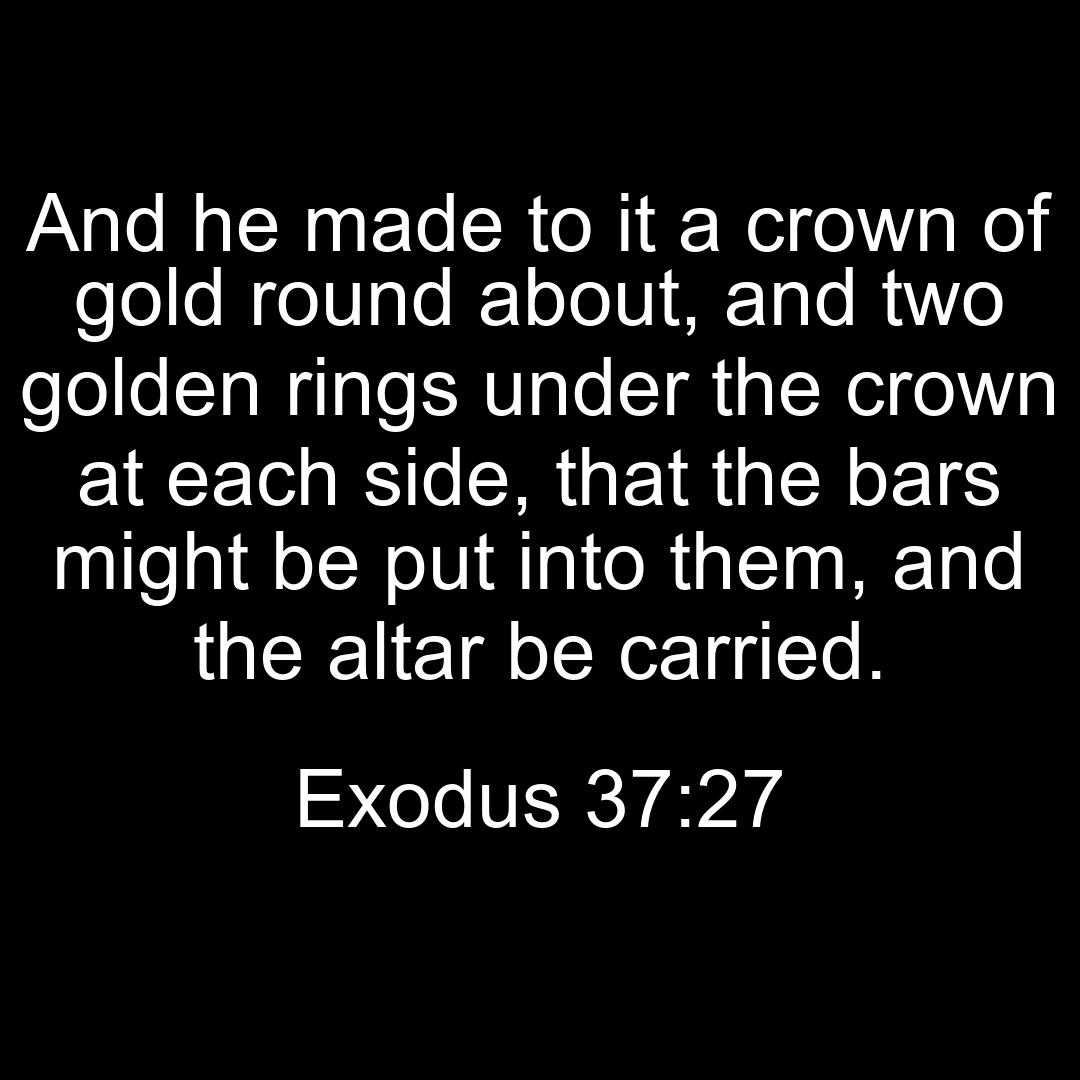 And he made to it a crown of
gold round about, and two
golden rings under the crown
at each side, that the bars
might be put into them, and
the altar be carried.
Exodus 37:27